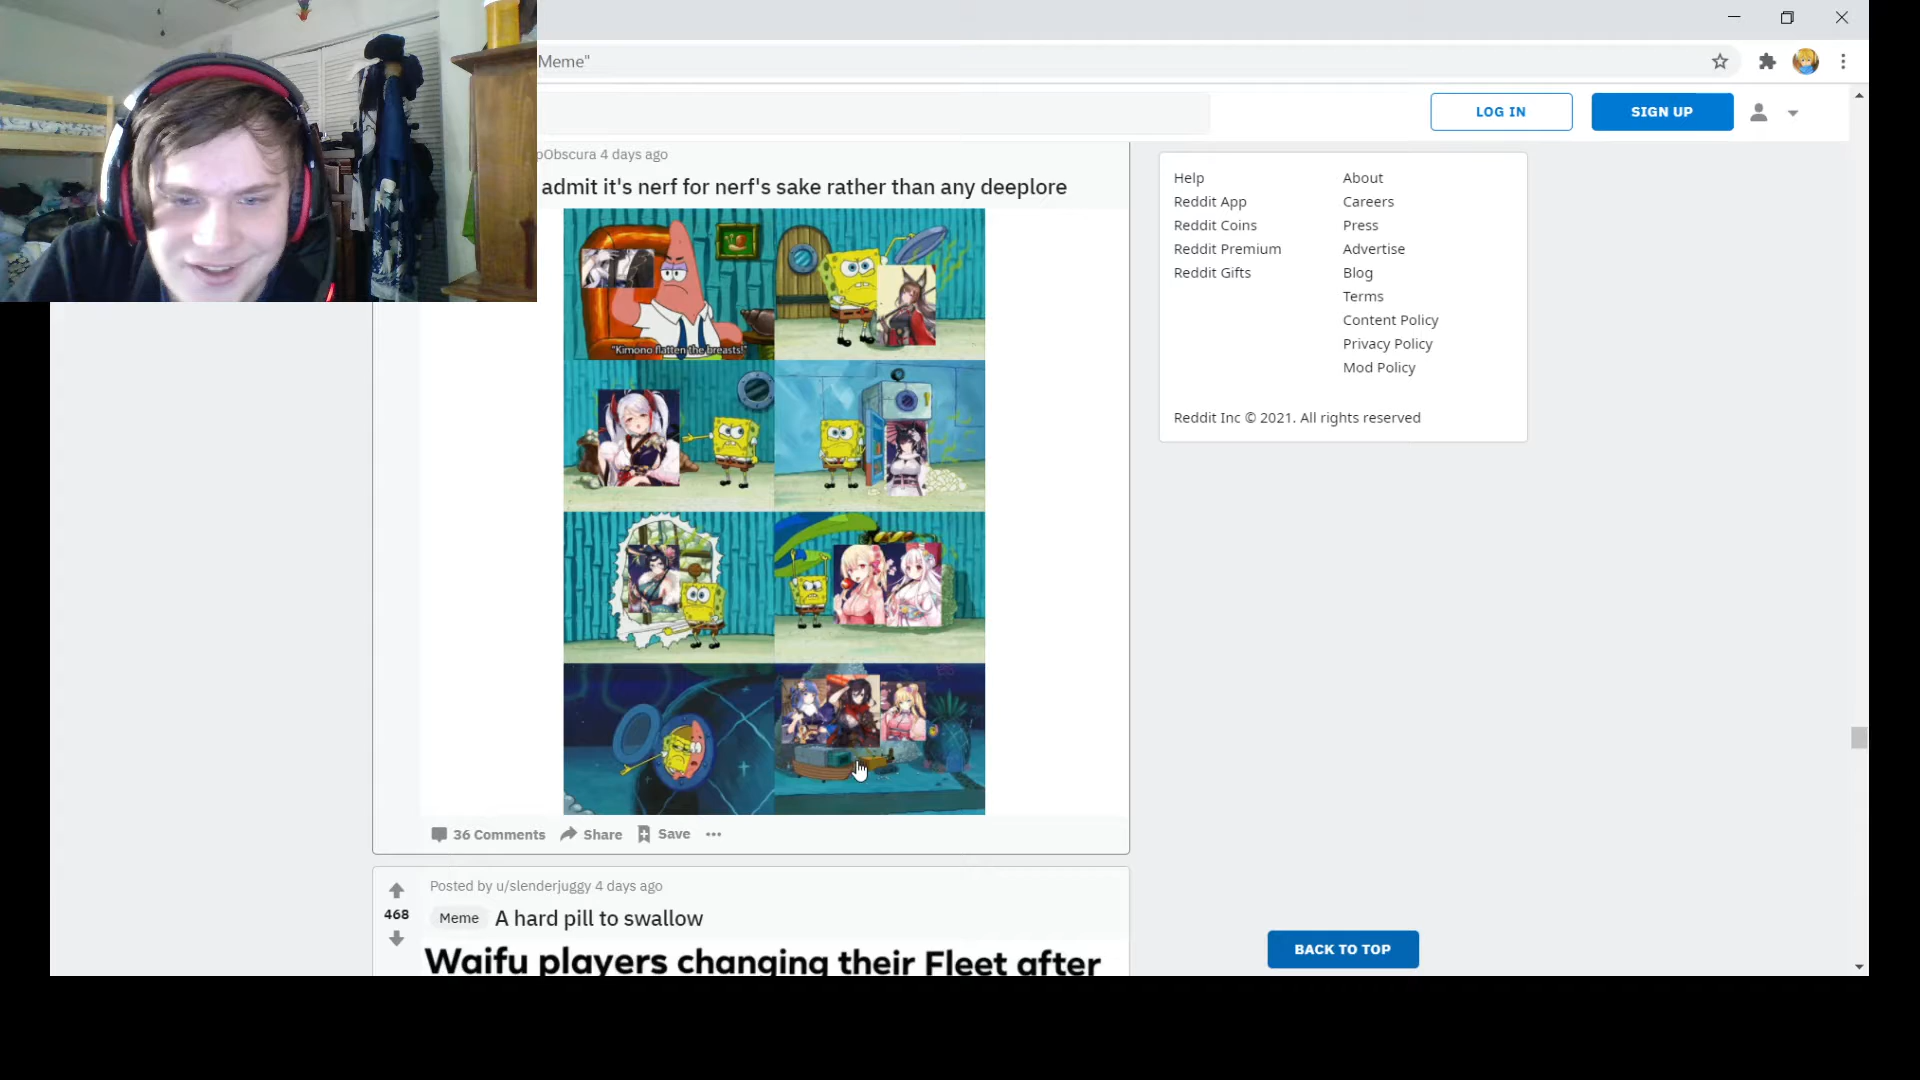 Meme"
LOG IN
SIGN UP
pObscura 4 days ago
admit it's nerf for nerf's sake rather than any deeplore
"Kimono flatten the breasts!"
36 Comments
Share
Save
Posted by u/slenderjuggy 4 days ago
468
Meme
A hard pill to swallow
Waifu players changing their Fleet after
Help
About
Reddit App
Careers
Reddit Coins
Press
Reddit Premium
Advertise
Reddit Gifts
Blog
Terms
Content Policy
Privacy Policy
Mod Policy
Reddit Inc © 2021. All rights reserved
BACK TO TOP